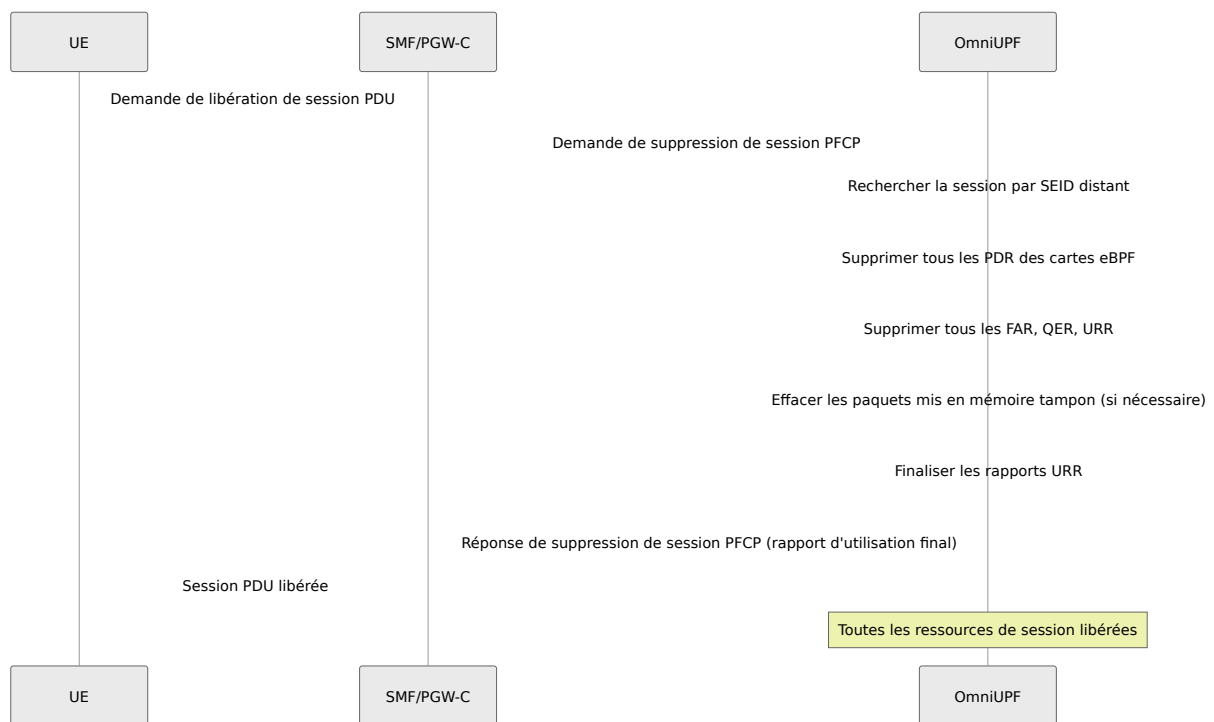 UE
SMF/PGW-C
OmniUPF
Demande de libération de session PDU
Demande de suppression de session PFCP
Rechercher la session par SEID distant
Supprimer tous les PDR des cartes eBPF
Supprimer tous les FAR, QER, URR
Effacer les paquets mis en mémoire tampon (si nécessaire)
Finaliser les rapports URR
Réponse de suppression de session PFCP (rapport d'utilisation final)
Session PDU libérée
Toutes les ressources de session libérées
UE
SMF/PGW-C
OmniUPF